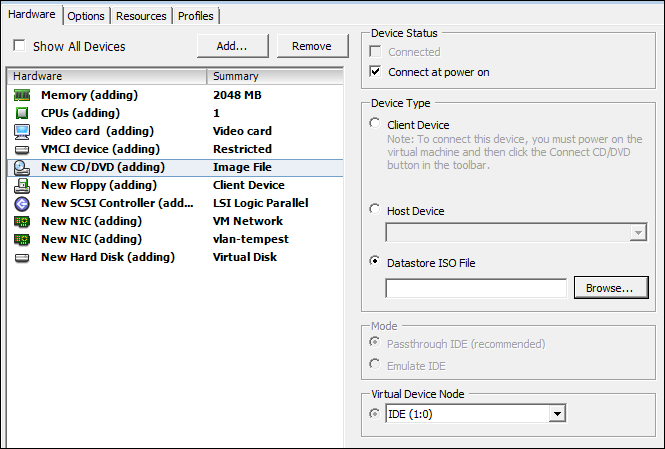 Hardware Options Resources Profiles
Show All Devices Add... Remove
Hardware Summary
Memory (adding) 2048 MB
CPUs (adding) 1
Video card (adding) Video card
VMCI device (adding) Restricted
New CD/DVD (adding) Image File
New Floppy (adding) Client Device
New SCSI Controller (add... LSI Logic Parallel
New NIC (adding) VM Network
New NIC (adding) vlan-tempest
New Hard Disk (adding) Virtual Disk
Device Status
Connected
Connect at power on
Device Type
Client Device
Note: To connect this device, you must power on the
virtual machine and then click the Connect CD/DVD
button in the toolbar.
Host Device
Datastore ISO File
Browse...
Mode
Passthrough IDE (recommended)
Emulate IDE
Virtual Device Node
IDE (1:0)